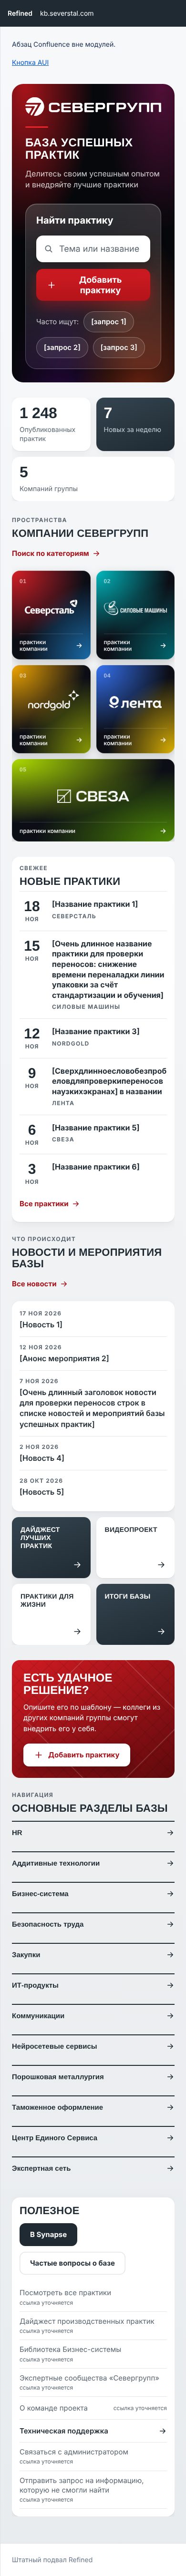 Refined kb.severstal.com
Абзац Confluence вне модулей.
Кнопка AUI
СЕВЕРГРУПП
БАЗА УСПЕШНЫХ
ПРАКТИК
Делитесь своим успешным опытом
и внедряйте лучшие практики
Найти практику
Тема или название
Добавить
практику
Часто ищут: [запрос 1]
[запрос 2] [запрос 3]
1 248
Опубликованных
практик
7
Новых за неделю
5
Компаний группы
ПРОСТРАНСТВА
КОМПАНИИ СЕВЕРГРУПП
Поиск по категориям
01
Северсталь
практики
компании
02
СИЛОВЫЕ МАШИНЫ
практики
компании
03
nordgold
практики
компании
04
лента
практики
компании
05
СВЕЗА
практики компании
СВЕЖЕЕ
НОВЫЕ ПРАКТИКИ
18
НОЯ
[Название практики 1]
СЕВЕРСТАЛЬ
15
НОЯ
[Очень длинное название
практики для проверки
переносов: снижение
времени переналадки линии
упаковки за счёт
стандартизации и обучения]
СИЛОВЫЕ МАШИНЫ
12
НОЯ
[Название практики 3]
NORDGOLD
9
НОЯ
[Сверхдлинноесловобезпроб
еловдляпроверкипереносов
наузкихэкранах] в названии
ЛЕНТА
6
НОЯ
[Название практики 5]
СВЕЗА
3
НОЯ
[Название практики 6]
Все практики
ЧТО ПРОИСХОДИТ
НОВОСТИ И МЕРОПРИЯТИЯ
БАЗЫ
Все новости
17 НОЯ 2026
[Новость 1]
12 НОЯ 2026
[Анонс мероприятия 2]
7 НОЯ 2026
[Очень длинный заголовок новости
для проверки переносов строк в
списке новостей и мероприятий базы
успешных практик]
2 НОЯ 2026
[Новость 4]
28 ОКТ 2026
[Новость 5]
ДАЙДЖЕСТ
ЛУЧШИХ
ПРАКТИК
ВИДЕОПРОЕКТ
ПРАКТИКИ ДЛЯ
ЖИЗНИ
ИТОГИ БАЗЫ
ЕСТЬ УДАЧНОЕ
РЕШЕНИЕ?
Опишите его по шаблону — коллеги из
других компаний группы смогут
внедрить его у себя.
Добавить практику
НАВИГАЦИЯ
ОСНОВНЫЕ РАЗДЕЛЫ БАЗЫ
HR
Аддитивные технологии
Бизнес-система
Безопасность труда
Закупки
ИТ-продукты
Коммуникации
Нейросетевые сервисы
Порошковая металлургия
Таможенное оформление
Центр Единого Сервиса
Экспертная сеть
ПОЛЕЗНОЕ
В Synapse
Частые вопросы о базе
Посмотреть все практики
ссылка уточняется
Дайджест производственных практик
ссылка уточняется
Библиотека Бизнес-системы
ссылка уточняется
Экспертные сообщества «Севергрупп»
ссылка уточняется
О команде проекта ссылка уточняется
Техническая поддержка
Связаться с администратором
ссылка уточняется
Отправить запрос на информацию,
которую не смогли найти
ссылка уточняется
Штатный подвал Refined